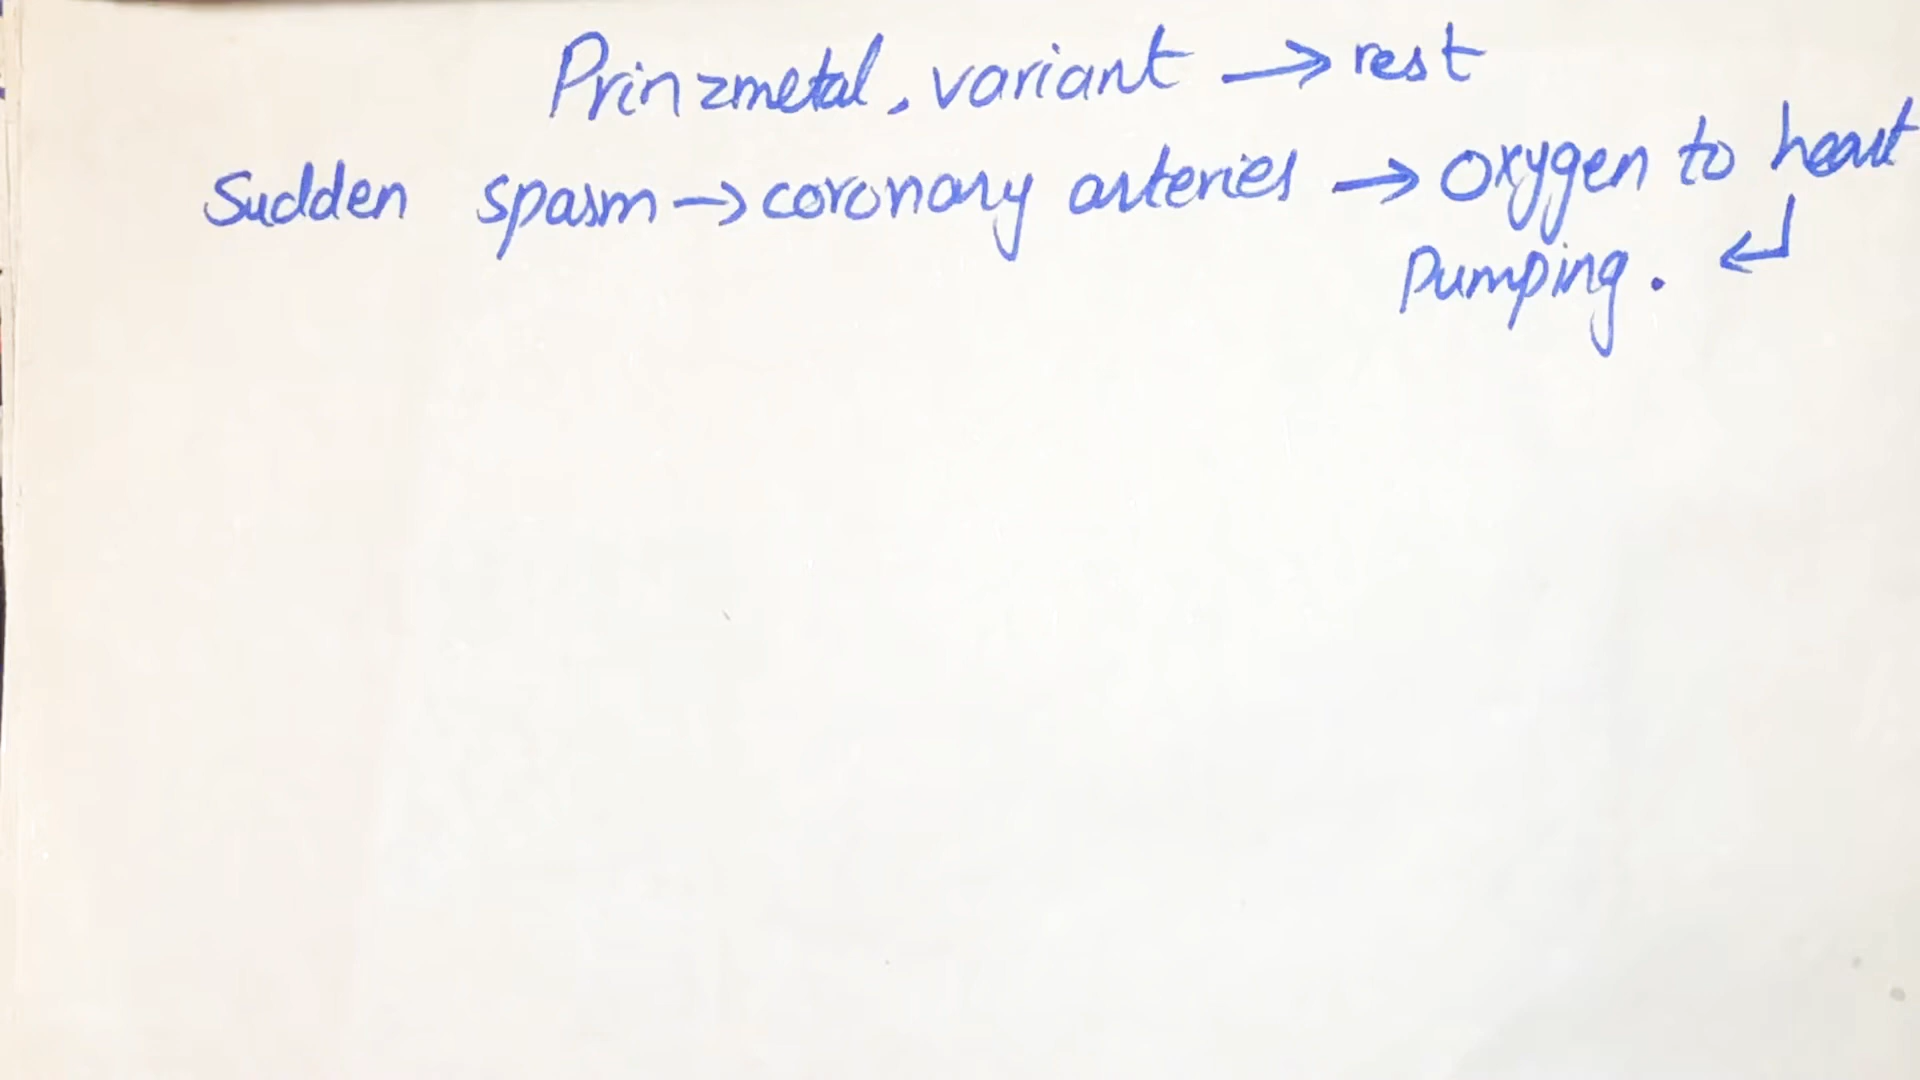 Prinzmetal, variant → rest
Sudden spasm → coronary arteries → oxygen to heart
↲
Pumping.